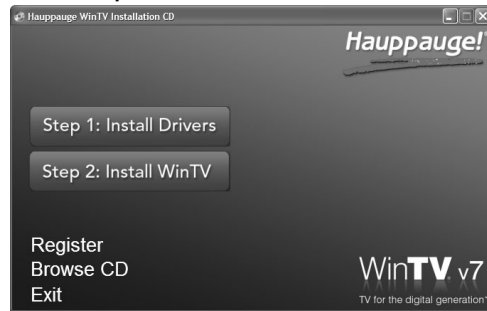 Hauppauge WinTV Installation CD
Hauppauge!
Step 1: Install Drivers
Step 2: Install WinTV
Register
Browse CD
Exit
WinTV® v7
TV for the digital generation™